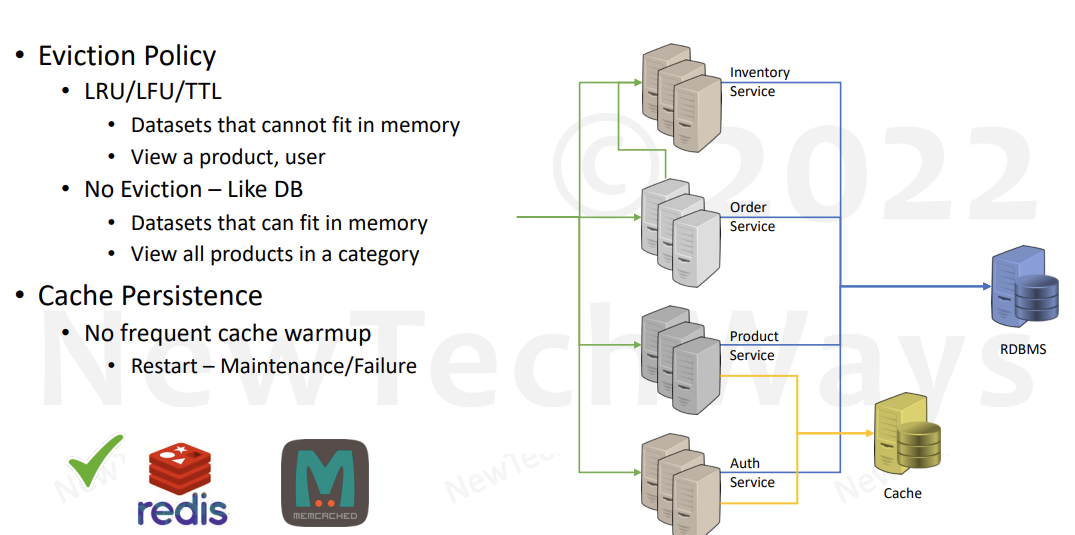 • Eviction Policy
• LRU/LFU/TTL
• Datasets that cannot fit in memory
• View a product, user
• No Eviction – Like DB
• Datasets that can fit in memory
• View all products in a category
• Cache Persistence
• No frequent cache warmup
• Restart – Maintenance/Failure
redis
MEMCACHED
Inventory
Service
Order
Service
Product
Service
Auth
Service
RDBMS
Cache
© 2022
NewTechWays